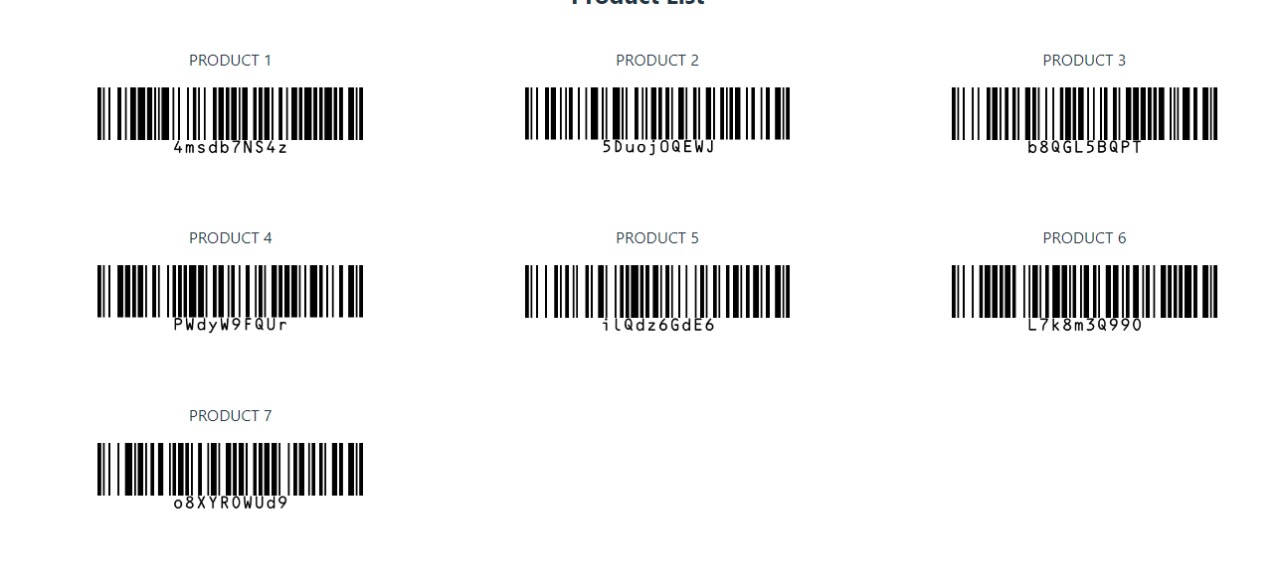 Product List
PRODUCT 1
PRODUCT 2
PRODUCT 3
4msdb7NS4z
5DuojOQEWJ
b8QGL5BQPT
PRODUCT 4
PRODUCT 5
PRODUCT 6
PWdyW9FQUr
ilQdz6GdE6
L7k8m3Q990
PRODUCT 7
o8XYR0WUd9